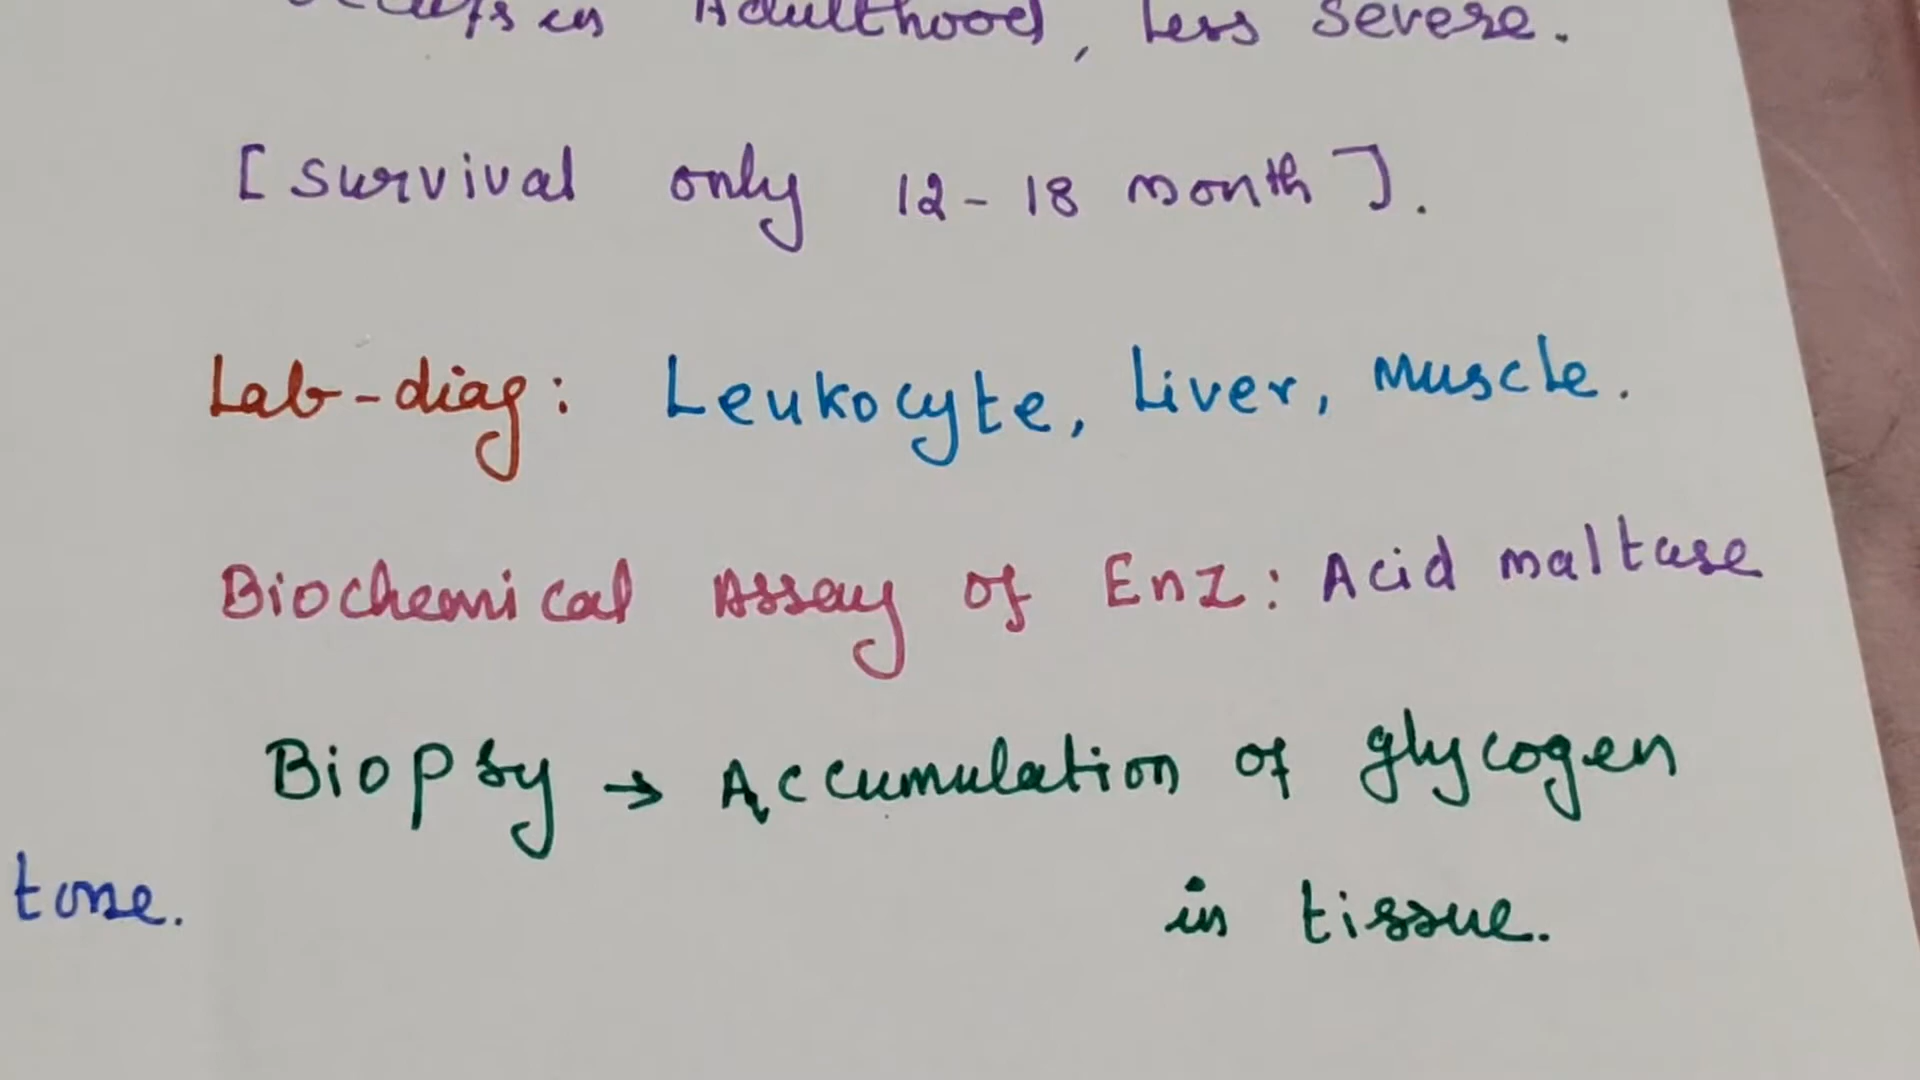 in Adulthood, Less severe.
[survival only 12-18 month].
Lab-diag: Leukocyte, Liver, Muscle.
Biochemical Assay of Enz: Acid maltase
Biopsy → Accumulation of glycogen
in tissue.
tone.